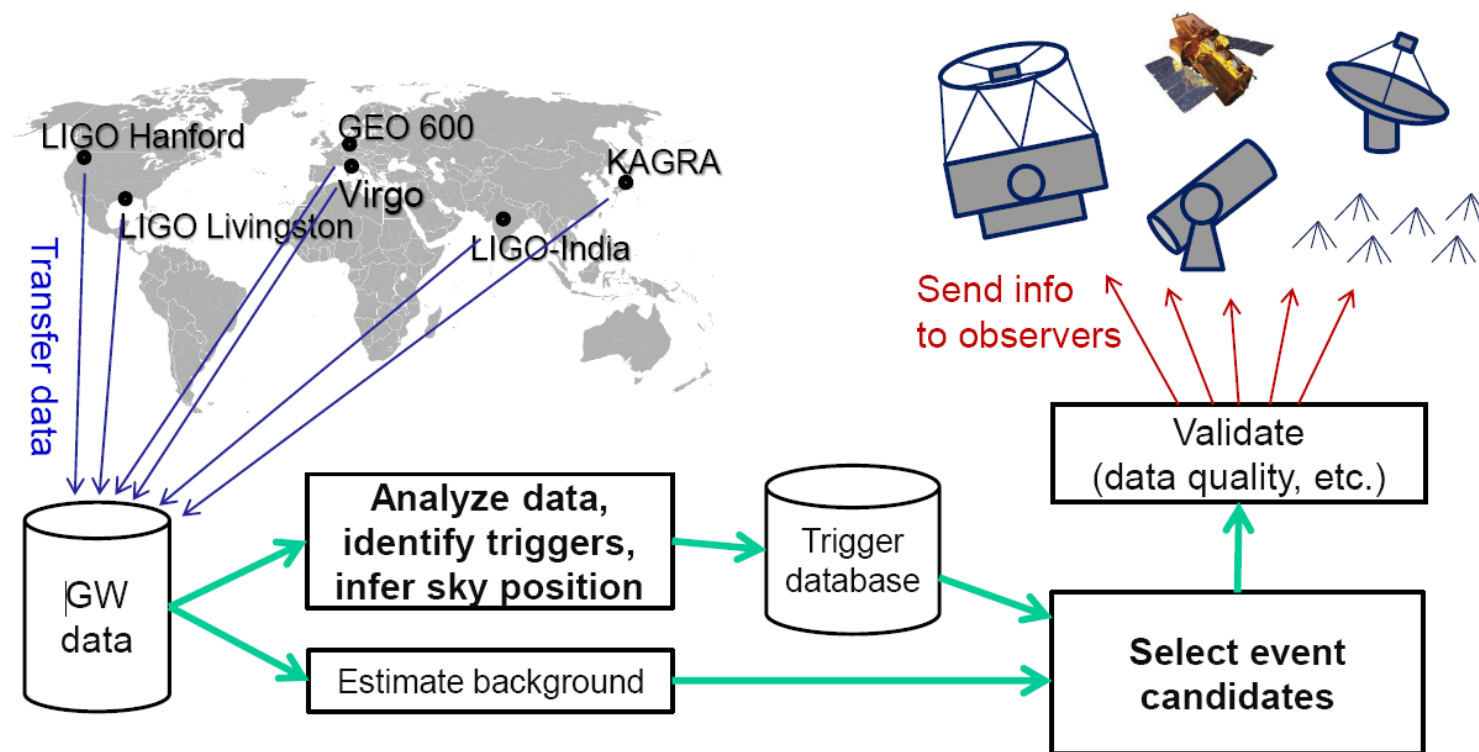 LIGO Hanford
GEO 600
KAGRA
Virgo
LIGO Livingston
LIGO-India
Transfer data
Send info
to observers
Validate
(data quality, etc.)
Analyze data,
identify triggers,
infer sky position
Trigger
database
GW
data
Estimate background
Select event
candidates